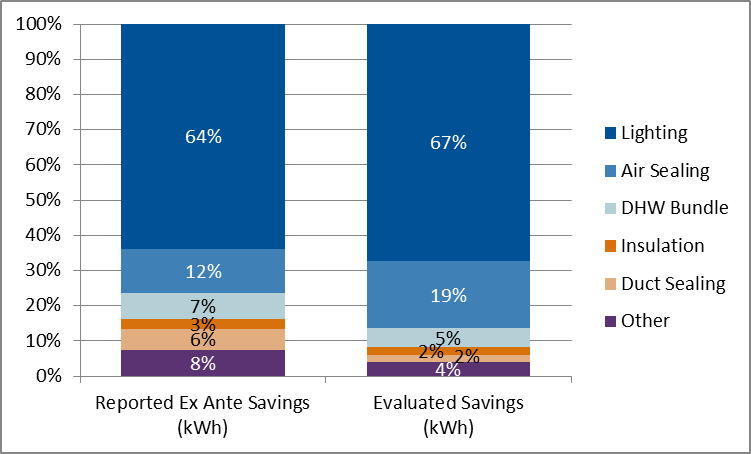 100%
90%
80%
70%
60%
50%
40%
30%
20%
10%
0%
64%
12%
7%
3%
6%
8%
67%
19%
5%
2%
2%
4%
Reported Ex Ante Savings
(kWh)
Evaluated Savings
(kWh)
Lighting
Air Sealing
DHW Bundle
Insulation
Duct Sealing
Other